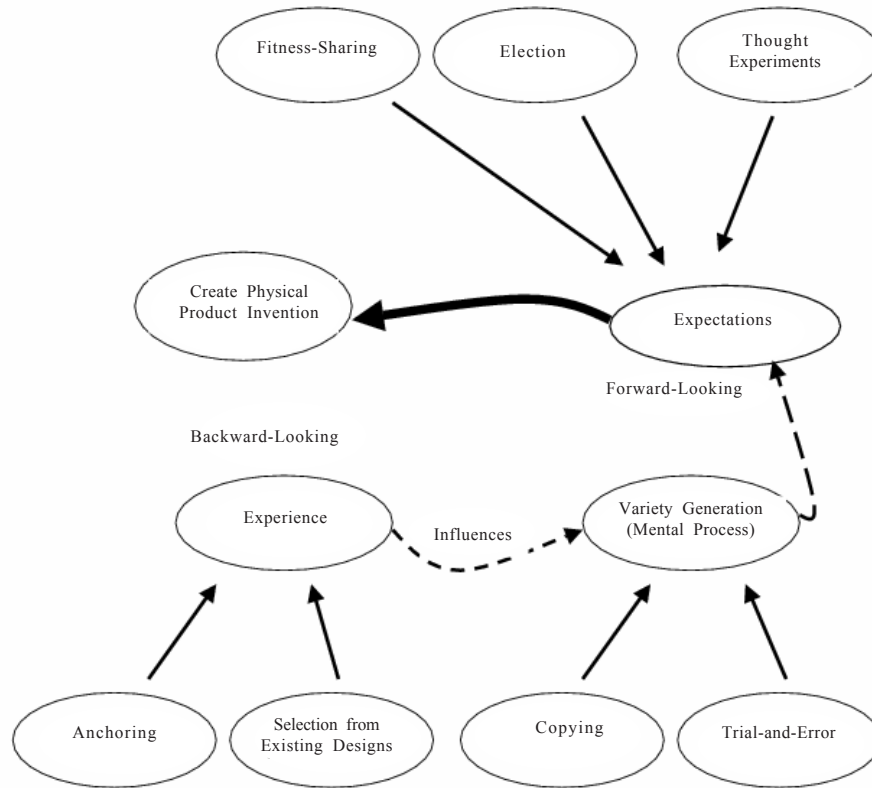 Fitness-Sharing
Election
Thought
Experiments
Create Physical
Product Invention
Expectations
Forward-Looking
Backward-Looking
Experience
Influences
Variety Generation
(Mental Process)
Anchoring
Selection from
Existing Designs
Copying
Trial-and-Error